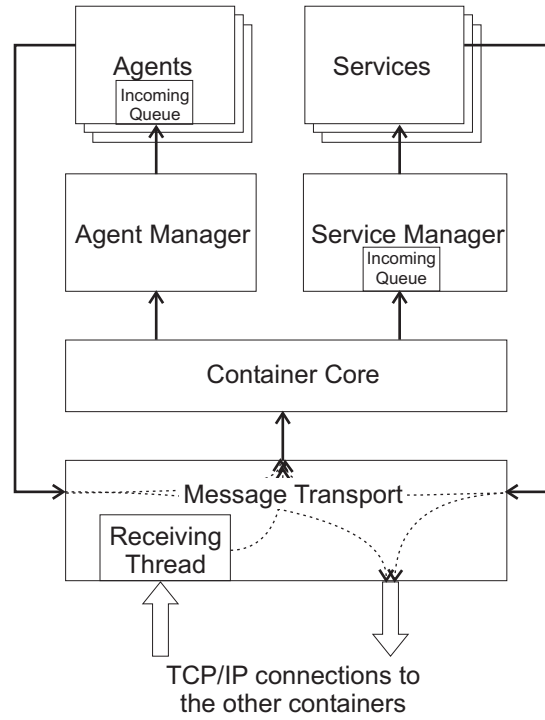 Agents
Incoming
Queue
Services
Agent Manager
Service Manager
Incoming
Queue
Container Core
Message Transport
Receiving
Thread
TCP/IP connections to
the other containers